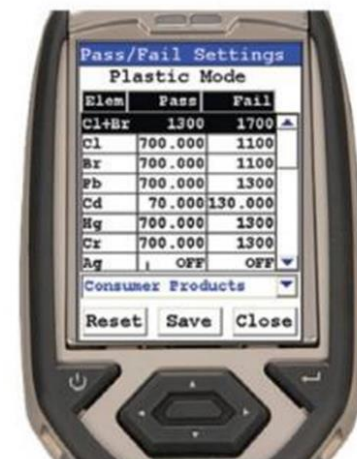 Pass/Fail Settings
Plastic Mode
Elem Pass Fail
Cl+Br 1300 1700
Cl 700.000 1100
Br 700.000 1100
Pb 700.000 1300
Cd 70.000 130.000
Hg 700.000 1300
Cr 700.000 1300
Ag OFF OFF
Consumer Products
Reset Save Close